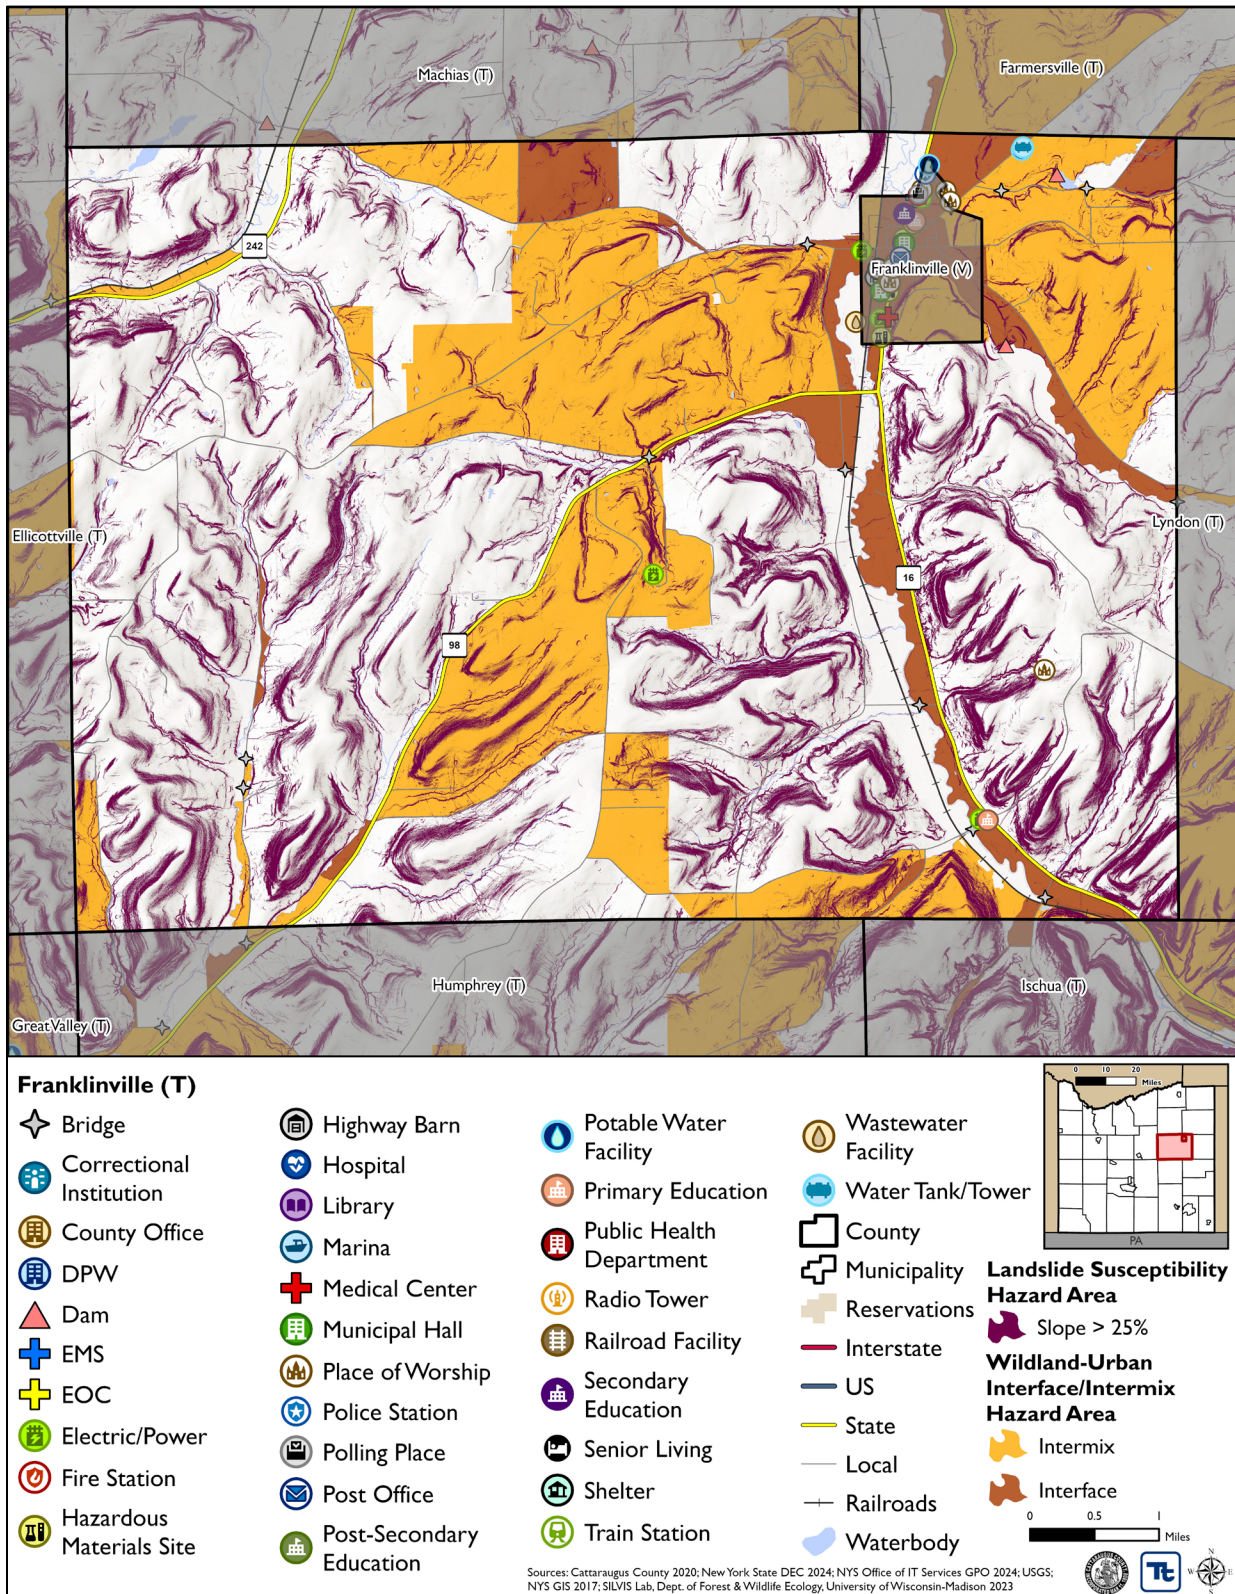 Machias (T)
Farmersville (T)
242
Franklinville (V)
Ellicottville (T)
Lyndon (T)
16
98
Humphrey (T)
Ischua (T)
Great Valley (T)
Franklinville (T)
Bridge
Correctional
Institution
County Office
DPW
Dam
EMS
EOC
Electric/Power
Fire Station
Hazardous
Materials Site
Highway Barn
Hospital
Library
Marina
Medical Center
Municipal Hall
Place of Worship
Police Station
Polling Place
Post Office
Post-Secondary
Education
Potable Water
Facility
Primary Education
Public Health
Department
Radio Tower
Railroad Facility
Secondary
Education
Senior Living
Shelter
Train Station
Wastewater
Facility
Water Tank/Tower
County
Municipality
Reservations
Interstate
US
State
Local
Railroads
Waterbody
0 10 20
Miles
PA
Landslide Susceptibility
Hazard Area
Slope > 25%
Wildland-Urban
Interface/Intermix
Hazard Area
Intermix
Interface
0 0.5 1
Miles
N
W E
S
Tt
Sources: Cattaraugus County 2020; New York State DEC 2024; NYS Office of IT Services GPO 2024; USGS;
NYS GIS 2017; SILVIS Lab, Dept. of Forest & Wildlife Ecology, University of Wisconsin-Madison 2023